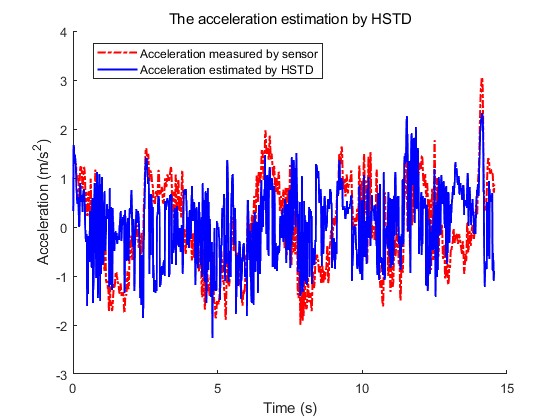 The acceleration estimation by HSTD
4
3
2
1
0
-1
-2
-3
Acceleration (m/s²)
Acceleration measured by sensor
Acceleration estimated by HSTD
0
5
10
15
Time (s)